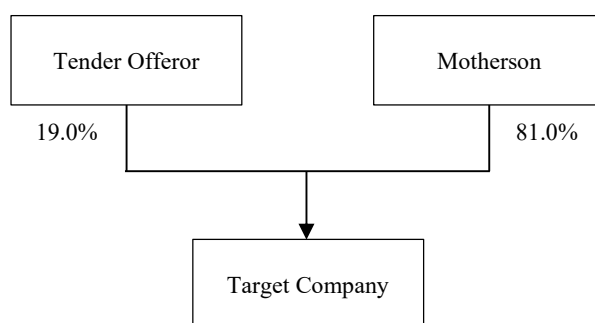 Tender Offeror
Motherson
19.0%
81.0%
Target Company